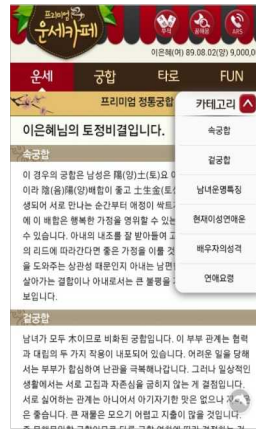 프리미엄
운세카페
부적
꿈해몽
ARS
이은혜(여) 89.08.02(양) 9,000,0
운세
궁합
타로
FUN
프리미엄 정통궁합
카테고리
속궁합
겉궁합
남녀운명특징
현재이성연애운
배우자의성격
연애요령
이은혜님의 토정비결입니다.
속궁합
이 경우의 궁합은 남성은 陽(양)土(토)요
이라 陰(음)陽(양)배합이 좋고 土生金(토
생되어 서로 만나는 순간부터 애정이 싹트
에 이 배합은 행복한 가정을 영위할 수 있는
수 있습니다. 아내의 내조를 잘 받아들여 고
의 리드에 따라간다면 좋은 가정을 이룰 것
을 도와주는 상관성 때문인지 아내는 남편
살아가는 결합이나 아내로서는 큰 불평을
보입니다.
겉궁합
남녀가 모두 木이므로 비화된 궁합입니다. 이 부부 관계는 협력
과 대립의 두 가지 작용이 내포되어 있습니다. 어려운 일을 당해
서는 부부가 합심하여 난관을 극복해나갑니다. 그러나 일상적인
생활에서는 서로 고집과 자존심을 굽히지 않는 게 결점입니다.
서로 싫어하는 관계는 아니어서 아기자기한 맛은 없으나
은 좋습니다. 큰 재물은 모으기 어렵고 지출이 많을 것입니다.